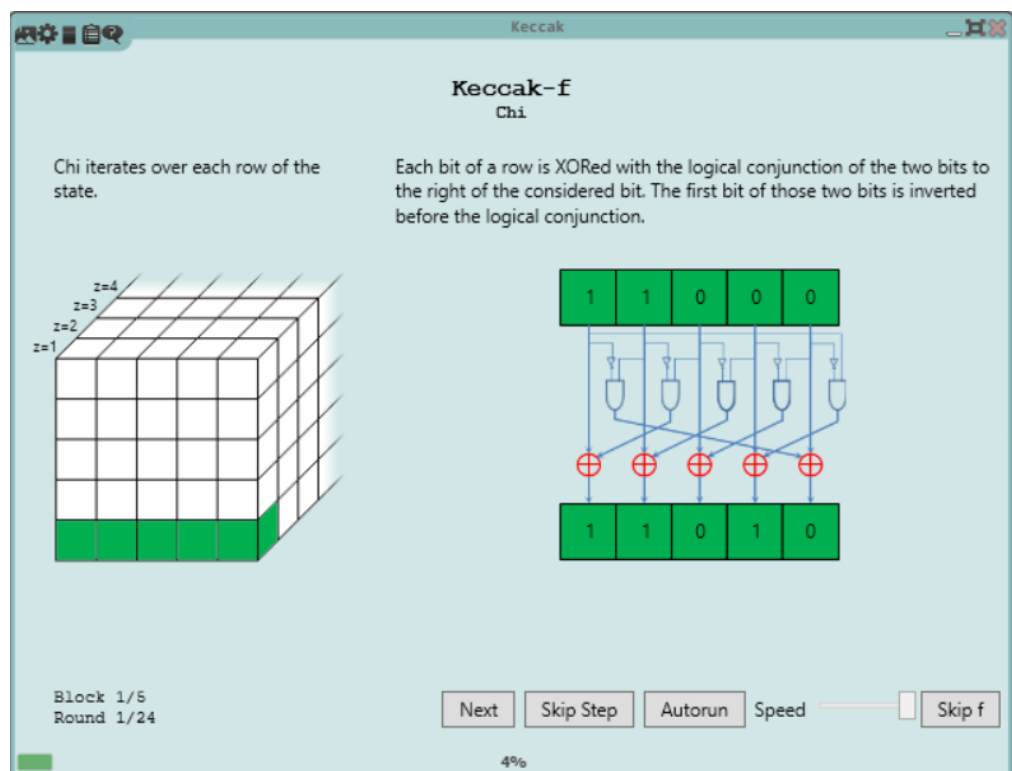 Keccak
Keccak-f
Chi
Chi iterates over each row of the
state.
Each bit of a row is XORed with the logical conjunction of the two bits to
the right of the considered bit. The first bit of those two bits is inverted
before the logical conjunction.
z=4
z=3
z=2
z=1
1 1 0 0 0
1 1 0 1 0
Block 1/5
Round 1/24
Next Skip Step Autorun Speed Skip f
4%